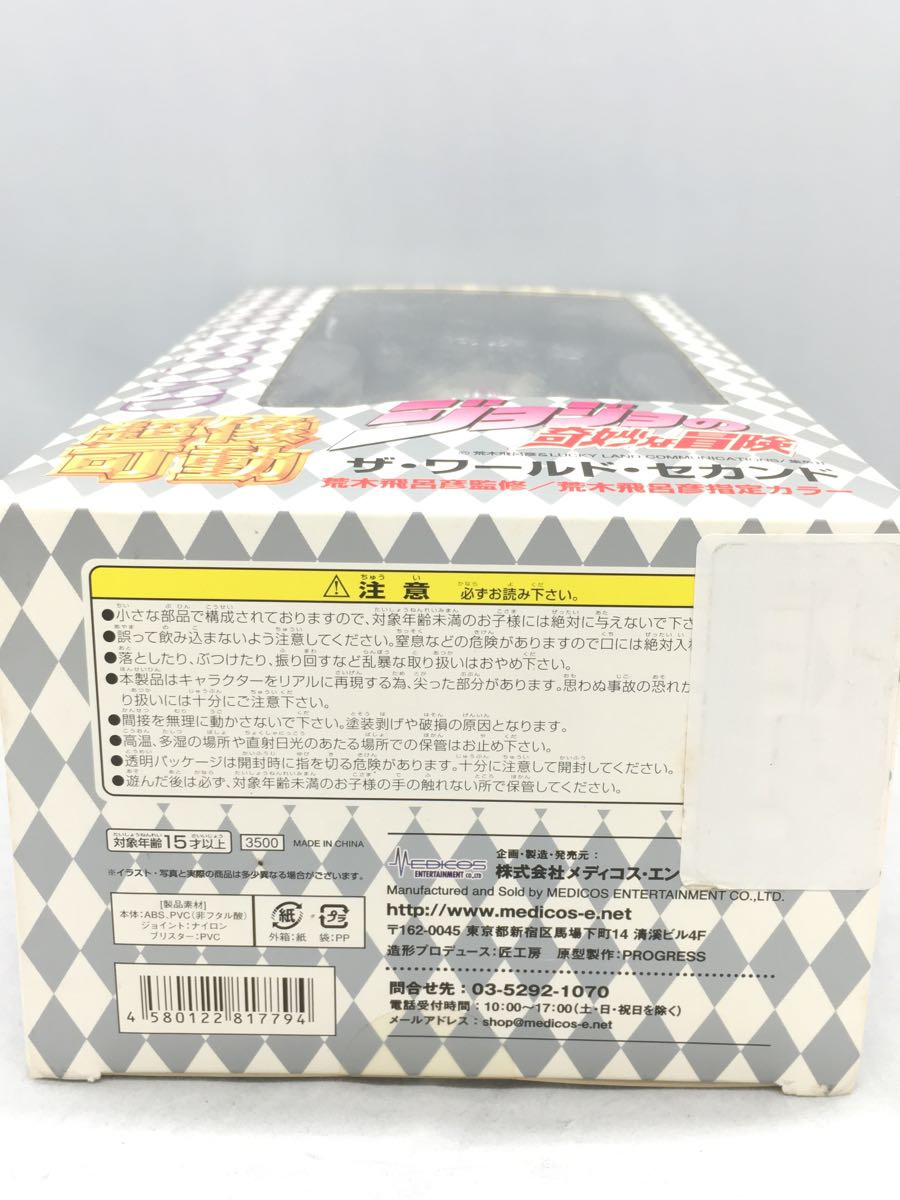 超像
可動
ジョジョの
奇妙な冒険
© 荒木飛呂彦&LUCKY LAND COMMUNICATIONS/集英社
ザ・ワールド・セカンド
荒木飛呂彦監修/荒木飛呂彦指定カラー
⚠注意 必ずお読み下さい。
●小さな部品で構成されておりますので、対象年齢未満のお子様には絶対に与えないで下さ
●誤って飲み込まないよう注意してください。窒息などの危険がありますので口には絶対入れ
●落としたり、ぶつけたり、振り回すなど乱暴な取り扱いはおやめ下さい。
●本製品はキャラクターをリアルに再現する為、尖った部分があります。思わぬ事故の恐れが
り扱いには十分にご注意下さい。
●間接を無理に動かさないで下さい。塗装剥げや破損の原因となります。
●高温、多湿の場所や直射日光のあたる場所での保管はお止め下さい。
●透明パッケージは開封時に指を切る危険があります。十分に注意して開封してください。
●遊んだ後は必ず、対象年齢未満のお子様の手の触れない所で保管してください。
対象年齢15才以上 3500 MADE IN CHINA
※イラスト・写真と実際の商品は多少異なる場合がございます。
[製品素材]
本体:ABS、PVC(非フタル酸)
ジョイント:ナイロン
ブリスター:PVC
紙 プラ
外箱:紙 袋:PP
4 580122 817794
MEDICOS
ENTERTAINMENT CO.,LTD
企画・製造・発売元:
株式会社メディコス・エン
Manufactured and Sold by MEDICOS ENTERTAINMENT CO.,LTD.
http://www.medicos-e.net
〒162-0045 東京都新宿区馬場下町14 清溪ビル4F
造形プロデュース:匠工房 原型製作:PROGRESS
問合せ先:03-5292-1070
電話受付時間:10:00〜17:00(土・日・祝日を除く)
メールアドレス:shop@medicos-e.net